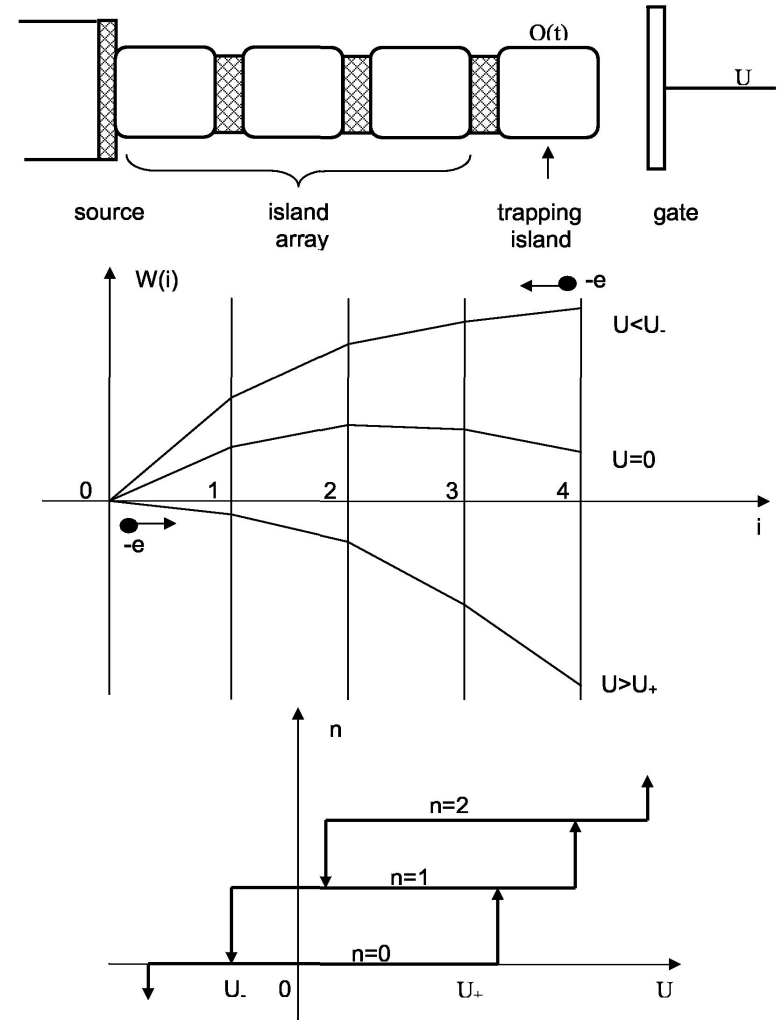 O(t)
U
source
island
array
trapping
island
gate
W(i)
-e
U<U-
U=0
0 1 2 3 4
i
-e
U>U+
n
n=2
n=1
n=0
U- 0 U+ U